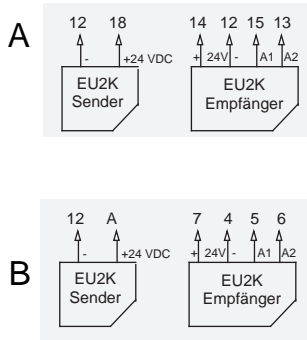 A
12 18 14 12 15 13
- +24 VDC + 24V - A1 A2
EU2K EU2K
Sender Empfänger
B
12 A 7 4 5 6
- +24 VDC + 24V - A1 A2
EU2K EU2K
Sender Empfänger